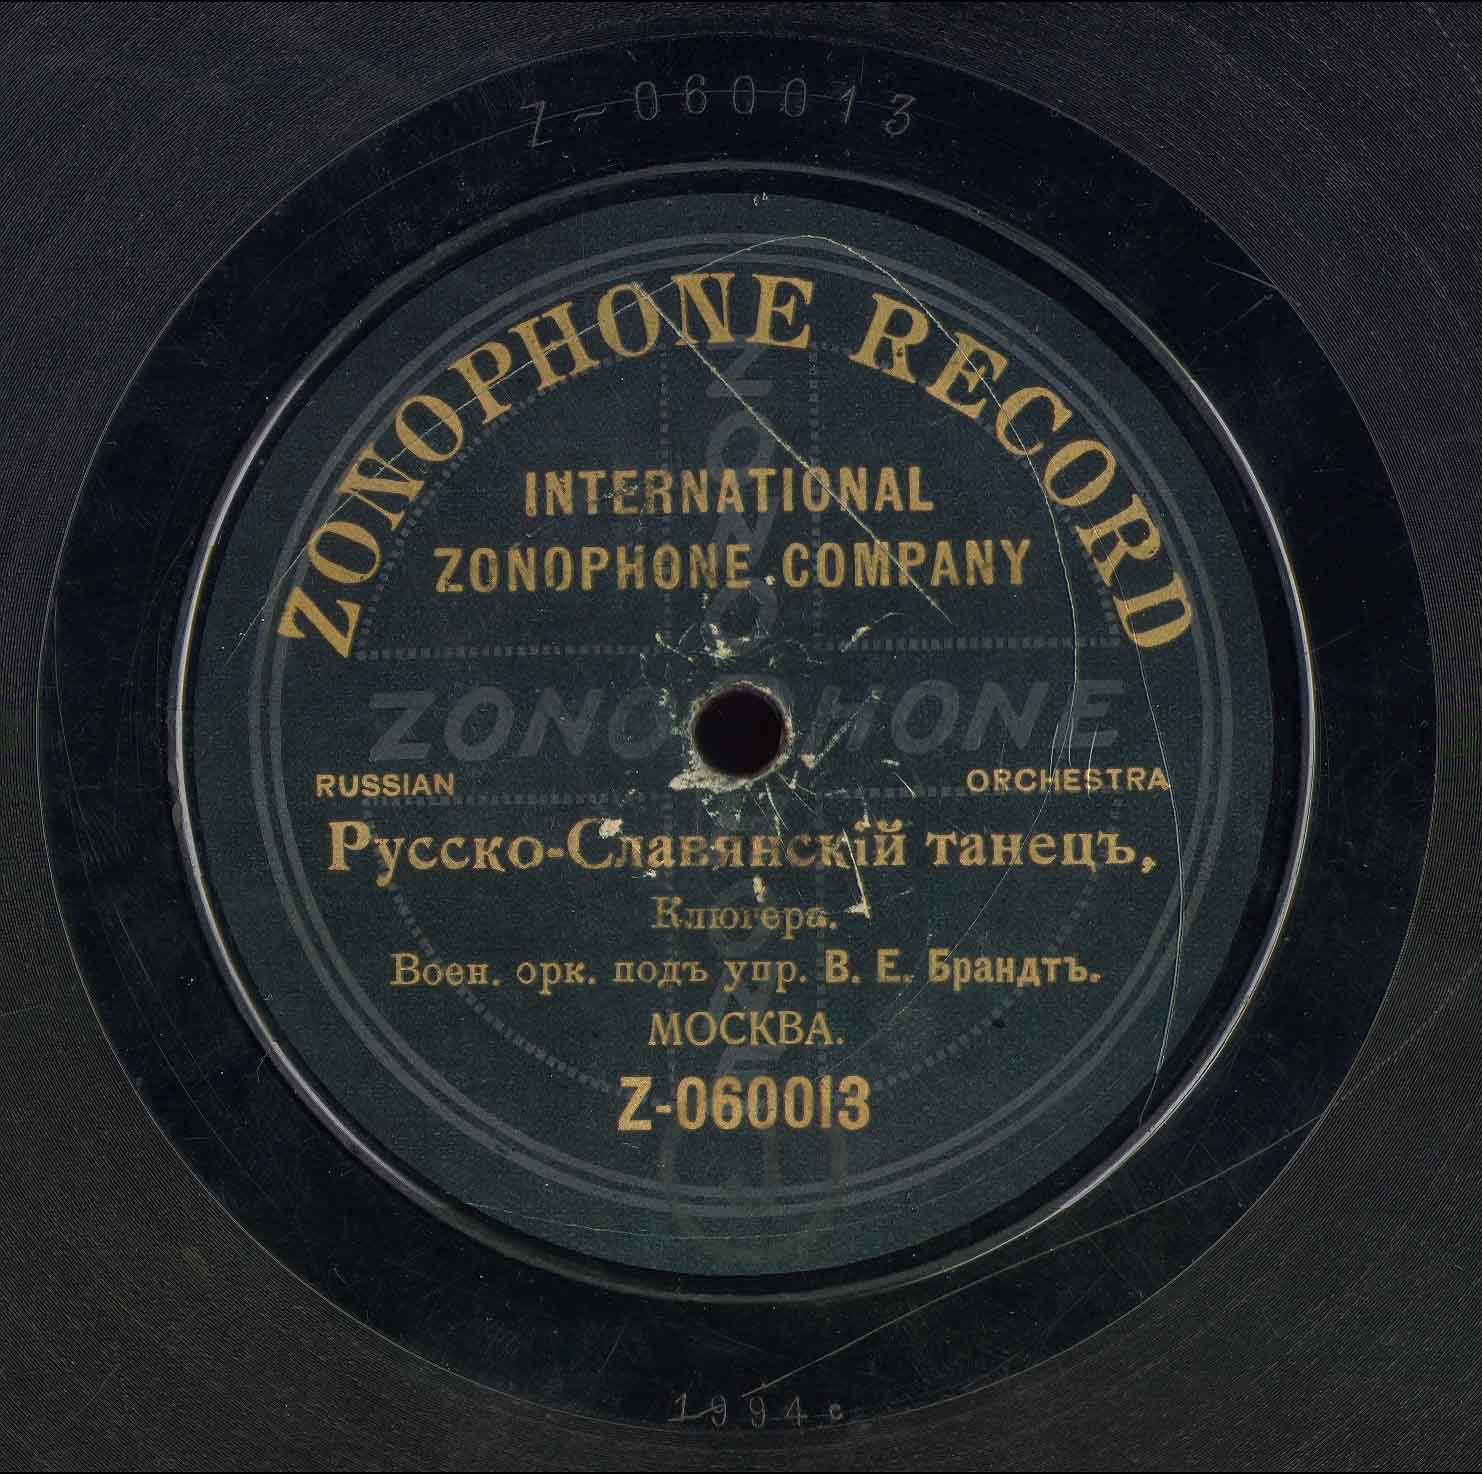 Z-060013
ZONOPHONE RECORD
INTERNATIONAL
ZONOPHONE COMPANY
ZONOPHONE
RUSSIAN ORCHESTRA
Русско-Славянскій танецъ,
Клюгера.
Воен. орк. подъ упр. В. Е. Брандтъ.
МОСКВА.
Z-060013
1994c